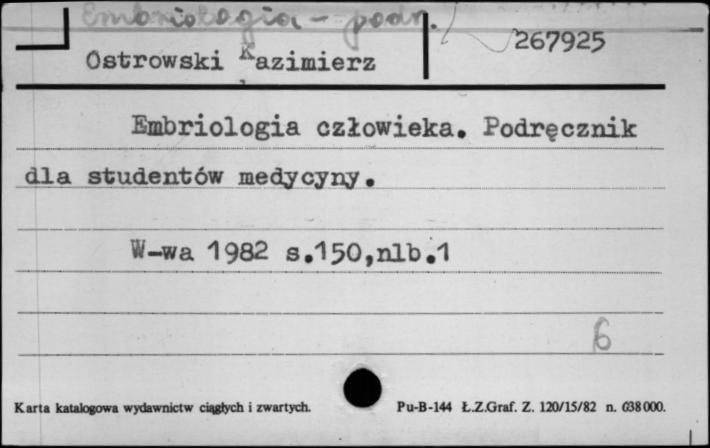 Embriologia - podr.
267925
Ostrowski Kazimierz
Embriologia człowieka. Podręcznik
dla studentów medycyny.
W-wa 1982 s.150,nlb.1
6
Karta katalogowa wydawnictw ciągłych i zwartych. Pu-B-144 Ł.Z.Graf. Z. 120/15/82 n. 638000.